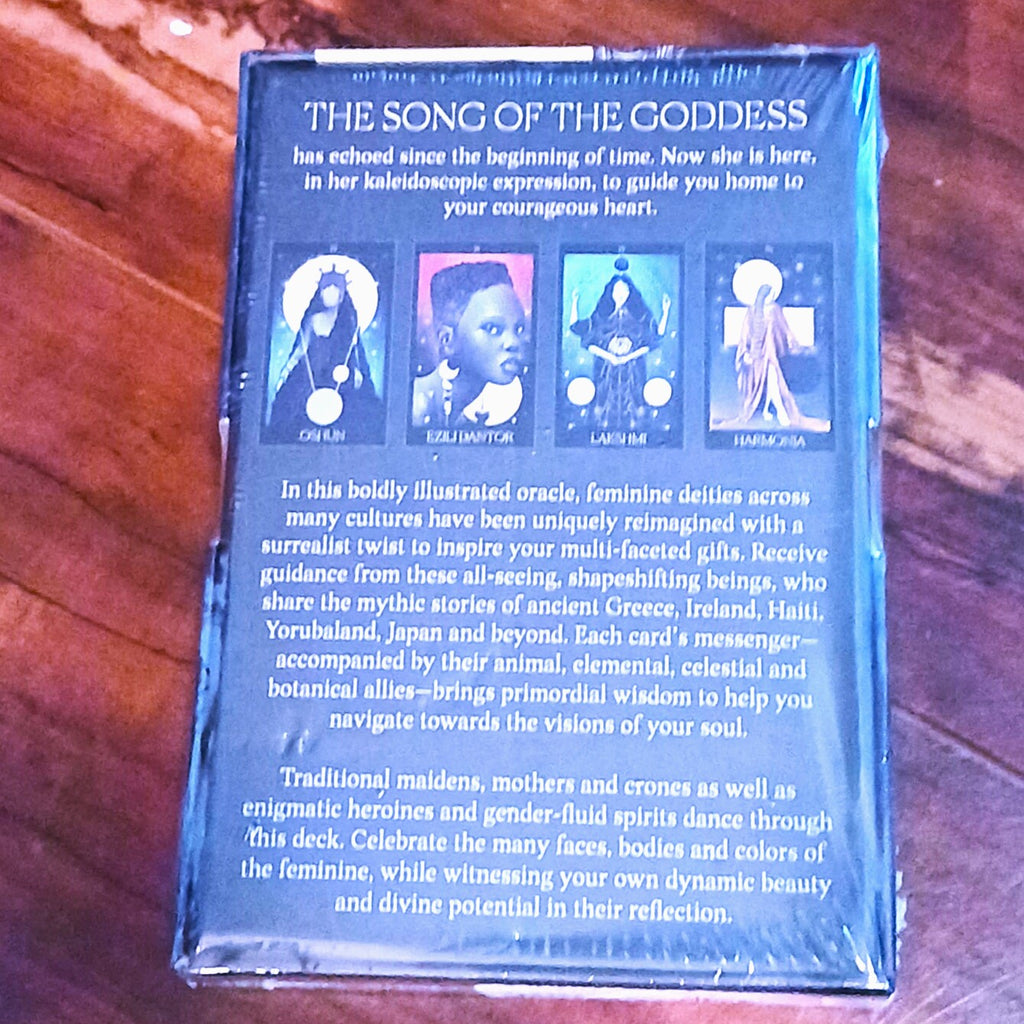 THE SONG OF THE GODDESS
has echoed since the beginning of time. Now she is here,
in her kaleidoscopic expression, to guide you home to
your courageous heart.
OSHUN
EZILI DANTOR
LAKSHMI
HARMONIA
In this boldly illustrated oracle, feminine deities across
many cultures have been uniquely reimagined with a
surrealist twist to inspire your multi-faceted gifts. Receive
guidance from these all-seeing, shapeshifting beings, who
share the mythic stories of ancient Greece, Ireland, Haiti,
Yorubaland, Japan and beyond. Each card's messenger—
accompanied by their animal, elemental, celestial and
botanical allies—brings primordial wisdom to help you
navigate towards the visions of your soul.
Traditional maidens, mothers and crones as well as
enigmatic heroines and gender-fluid spirits dance through
this deck. Celebrate the many faces, bodies and colors of
the feminine, while witnessing your own dynamic beauty
and divine potential in their reflection.